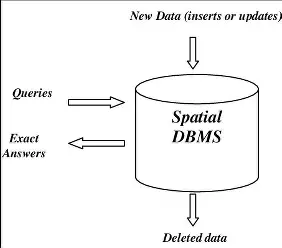 New Data (inserts or updates)
Queries
Spatial
DBMS
Exact
Answers
Deleted data